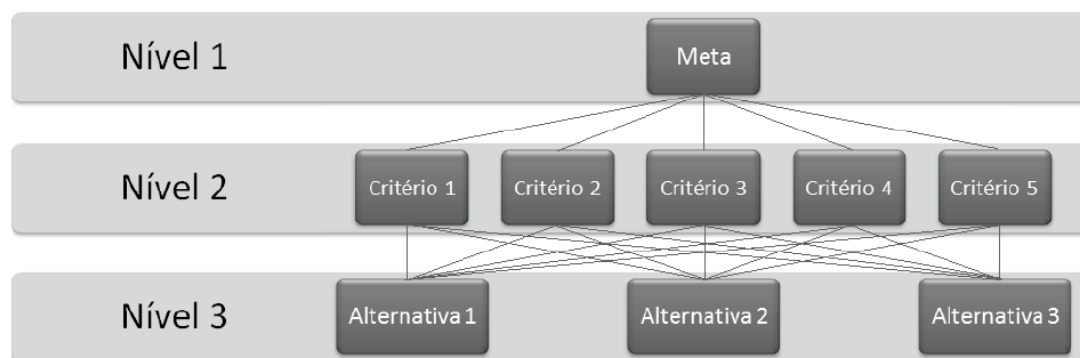 Nível 1
Meta
Nível 2
Critério 1
Critério 2
Critério 3
Critério 4
Critério 5
Nível 3
Alternativa 1
Alternativa 2
Alternativa 3